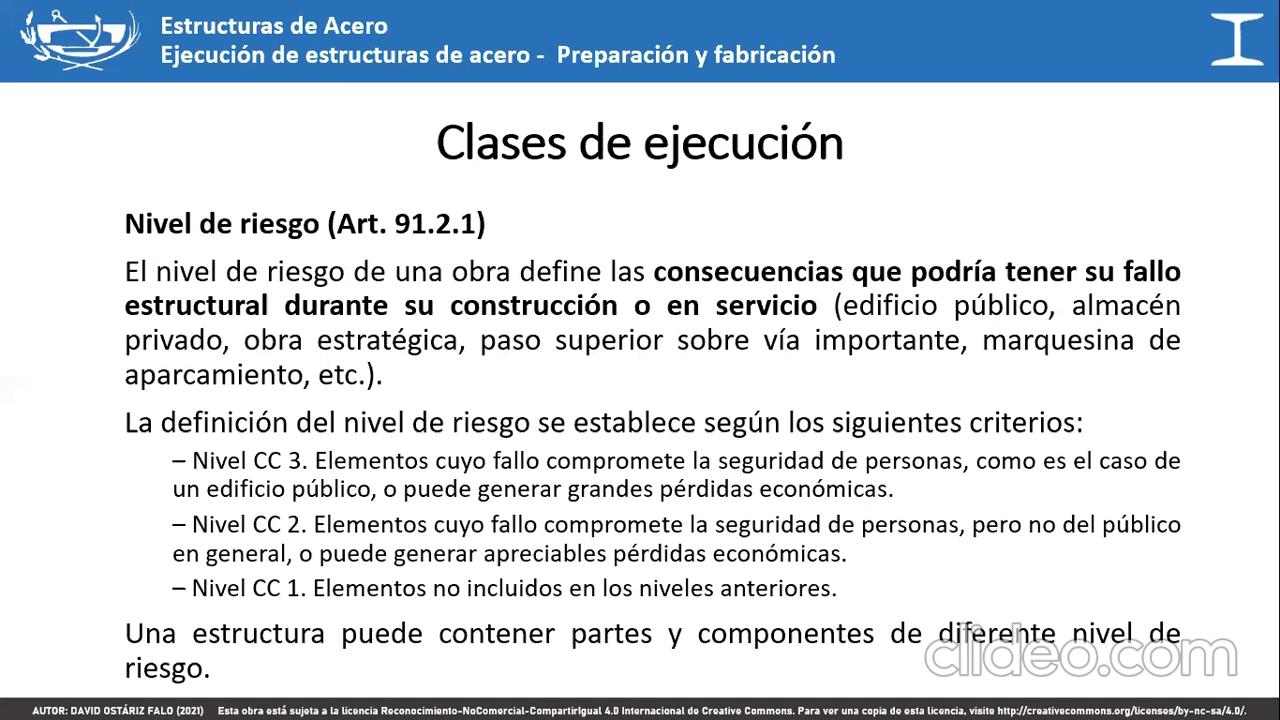 Estructuras de Acero
Ejecución de estructuras de acero - Preparación y fabricación
Clases de ejecución
Nivel de riesgo (Art. 91.2.1)
El nivel de riesgo de una obra define las consecuencias que podría tener su fallo
estructural durante su construcción o en servicio (edificio público, almacén
privado, obra estratégica, paso superior sobre vía importante, marquesina de
aparcamiento, etc.).
La definición del nivel de riesgo se establece según los siguientes criterios:
– Nivel CC 3. Elementos cuyo fallo compromete la seguridad de personas, como es el caso de
un edificio público, o puede generar grandes pérdidas económicas.
– Nivel CC 2. Elementos cuyo fallo compromete la seguridad de personas, pero no del público
en general, o puede generar apreciables pérdidas económicas.
– Nivel CC 1. Elementos no incluidos en los niveles anteriores.
Una estructura puede contener partes y componentes de diferente nivel de
riesgo.
clideo.com
AUTOR: DAVID OSTÁRIZ FALO (2021) Esta obra está sujeta a la licencia Reconocimiento-NoComercial-CompartirIgual 4.0 Internacional de Creative Commons. Para ver una copia de esta licencia, visite http://creativecommons.org/licenses/by-nc-sa/4.0/.